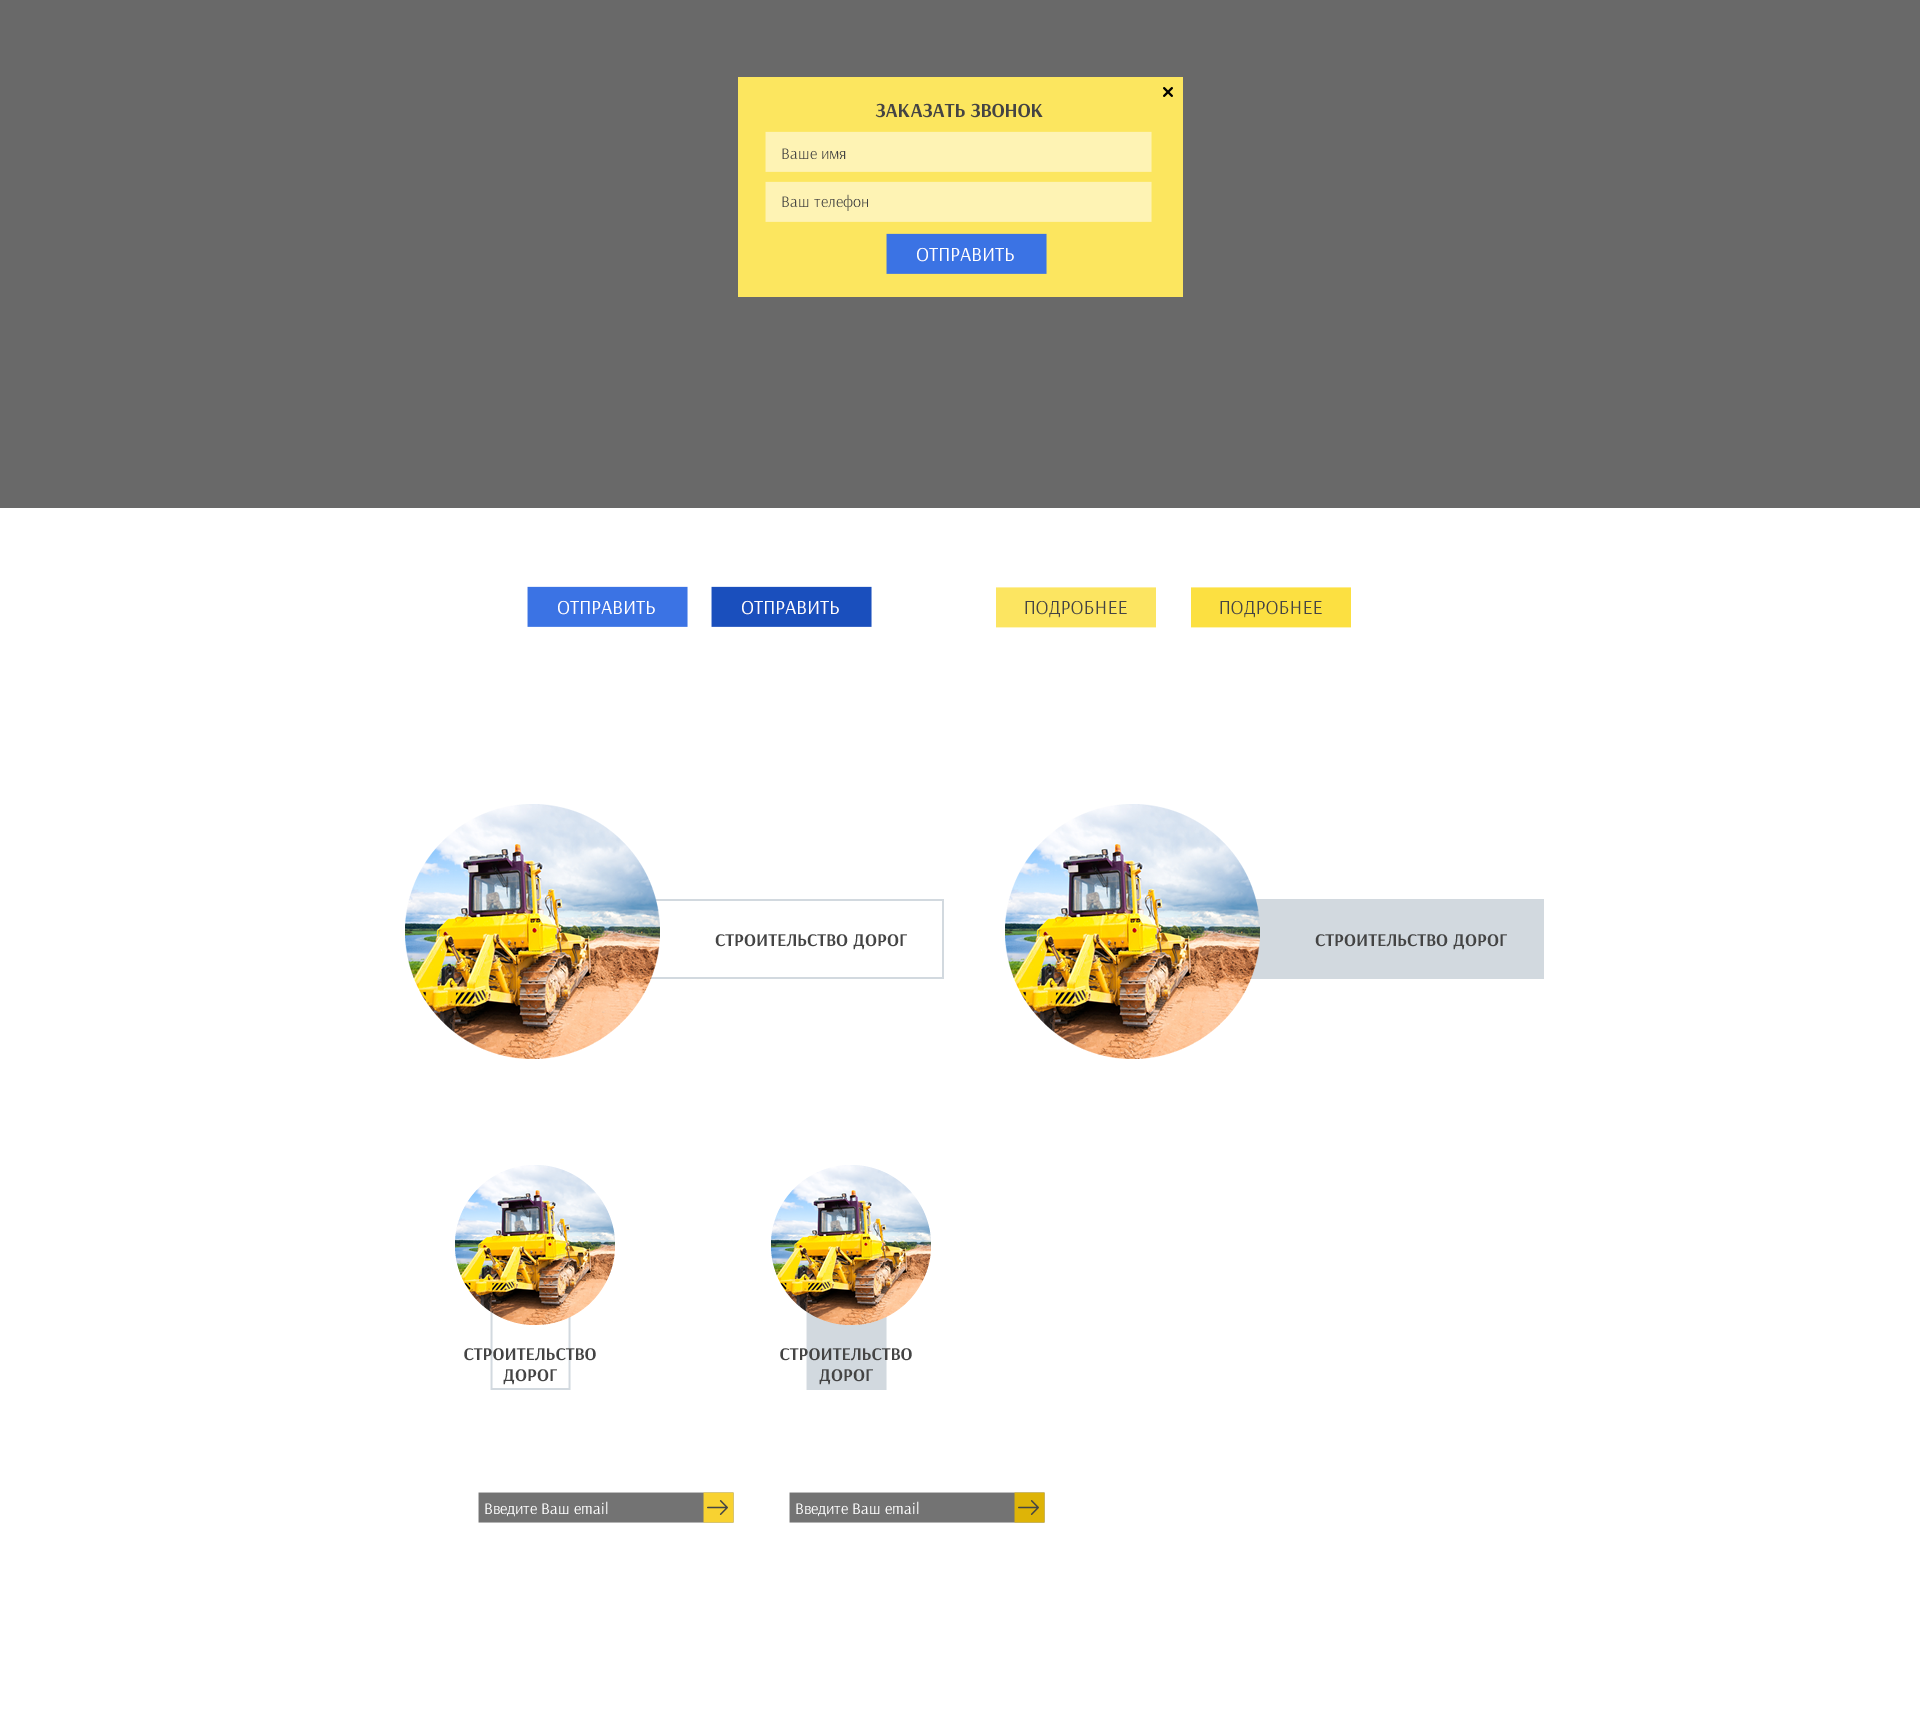 ЗАКАЗАТЬ ЗВОНОК
Ваше имя
Ваш телефон
ОТПРАВИТЬ
ОТПРАВИТЬ
ОТПРАВИТЬ
ПОДРОБНЕЕ
ПОДРОБНЕЕ
СТРОИТЕЛЬСТВО ДОРОГ
СТРОИТЕЛЬСТВО ДОРОГ
СТРОИТЕЛЬСТВО
ДОРОГ
СТРОИТЕЛЬСТВО
ДОРОГ
Введите Ваш email
Введите Ваш email